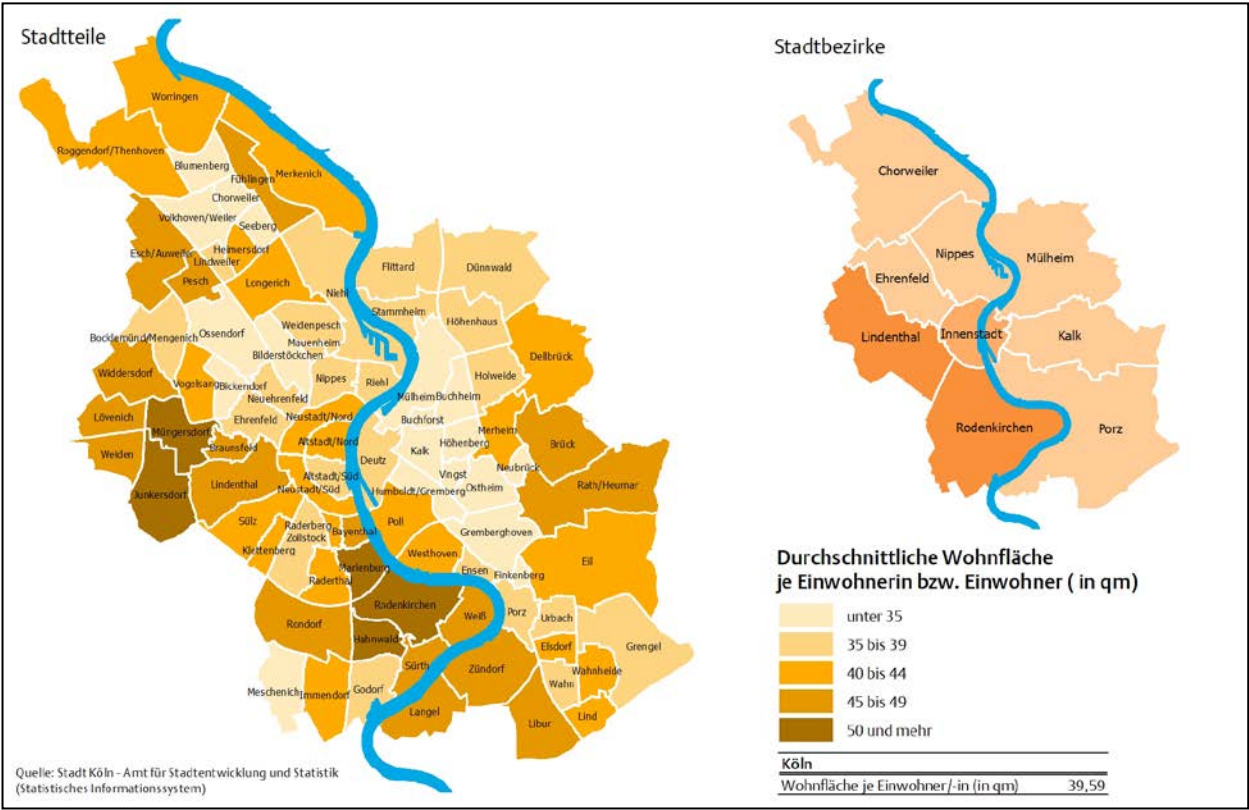 Stadtteile
Worringen
Roggendorf/Thenhoven
Blumenberg
Fühlingen
Merkenich
Chorweiler
Volkhoven/Weiler
Seeberg
Esch/Auweiler
Heimersdorf
Lindweiler
Pesch
Longerich
Niehl
Flittard
Dünnwald
Stammheim
Höhenhaus
Bocklemünd/Mengenich
Ossendorf
Weidenpesch
Mauenheim
Bilderstöckchen
Dellbrück
Widdersdorf
Vogelsang
Bickendorf
Nippes
Riehl
Holweide
Neuehrenfeld
Mülheim
Buchheim
Lövenich
Ehrenfeld
Neustadt/Nord
Buchforst
Merheim
Müngersdorf
Altstadt/Nord
Höhenberg
Brück
Weiden
Braunsfeld
Deutz
Kalk
Neubrück
Junkersdorf
Lindenthal
Altstadt/Süd
Vingst
Rath/Heumar
Neustadt/Süd
Humboldt/Gremberg
Ostheim
Sülz
Raderberg
Zollstock
Bayenthal
Poll
Gremberghoven
Klettenberg
Marienburg
Westhoven
Eil
Raderthal
Ensen
Finkenberg
Rodenkirchen
Weiß
Porz
Urbach
Rondorf
Hahnwald
Elsdorf
Grengel
Sürth
Zündorf
Wahnheide
Wahn
Meschenich
Immendorf
Godorf
Langel
Libur
Lind
Quelle: Stadt Köln - Amt für Stadtentwicklung und Statistik
(Statistisches Informationssystem)
Stadtbezirke
Chorweiler
Nippes
Mülheim
Ehrenfeld
Lindenthal
Innenstadt
Kalk
Rodenkirchen
Porz
Durchschnittliche Wohnfläche
je Einwohnerin bzw. Einwohner ( in qm)
unter 35
35 bis 39
40 bis 44
45 bis 49
50 und mehr
Köln
Wohnfläche je Einwohner/-in (in qm) 39,59